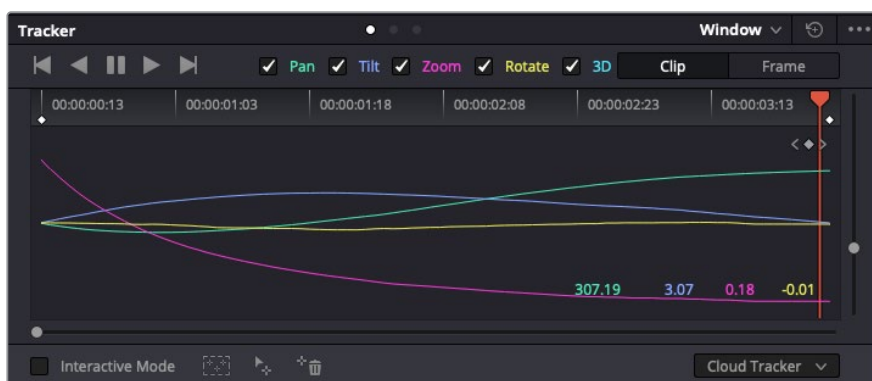 Tracker Window
Pan Tilt Zoom Rotate 3D Clip Frame
00:00:00:13 00:00:01:03 00:00:01:18 00:00:02:08 00:00:02:23 00:00:03:13
307.19 3.07 0.18 -0.01
Interactive Mode Cloud Tracker